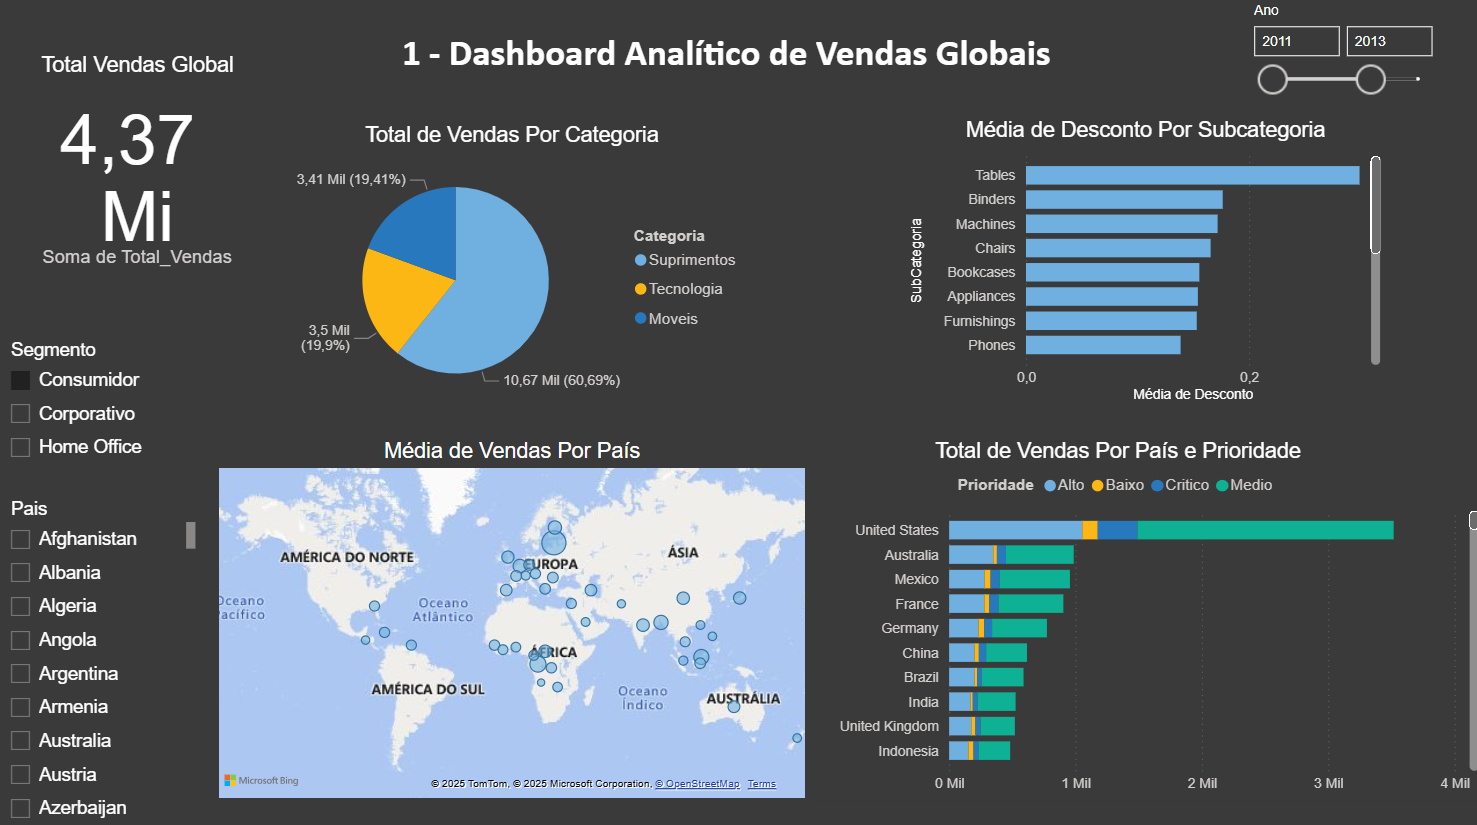 1 - Dashboard Analítico de Vendas Globais
Ano
2011
2013
Total Vendas Global
4,37
Mi
Soma de Total_Vendas
Segmento
Consumidor
Corporativo
Home Office
Pais
Afghanistan
Albania
Algeria
Angola
Argentina
Armenia
Australia
Austria
Azerbaijan
Total de Vendas Por Categoria
3,41 Mil (19,41%)
3,5 Mil
(19,9%)
10,67 Mil (60,69%)
Categoria
Suprimentos
Tecnologia
Moveis
Média de Desconto Por Subcategoria
SubCategoria
Tables
Binders
Machines
Chairs
Bookcases
Appliances
Furnishings
Phones
0,0
0,2
Média de Desconto
Média de Vendas Por País
AMÉRICA DO NORTE
EUROPA
ÁSIA
Oceano
Pacífico
Oceano
Atlântico
ÁFRICA
AMÉRICA DO SUL
Oceano
Índico
AUSTRÁLIA
Microsoft Bing
© 2025 TomTom, © 2025 Microsoft Corporation, © OpenStreetMap Terms
Total de Vendas Por País e Prioridade
Prioridade Alto Baixo Critico Medio
United States
Australia
Mexico
France
Germany
China
Brazil
India
United Kingdom
Indonesia
0 Mil 1 Mil 2 Mil 3 Mil 4 Mil